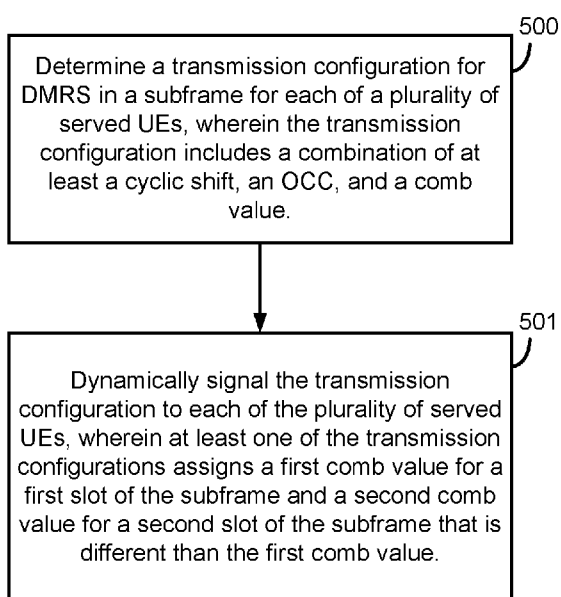 500
Determine a transmission configuration for
DMRS in a subframe for each of a plurality of
served UEs, wherein the transmission
configuration includes a combination of at
least a cyclic shift, an OCC, and a comb
value.
501
Dynamically signal the transmission
configuration to each of the plurality of served
UEs, wherein at least one of the transmission
configurations assigns a first comb value for a
first slot of the subframe and a second comb
value for a second slot of the subframe that is
different than the first comb value.